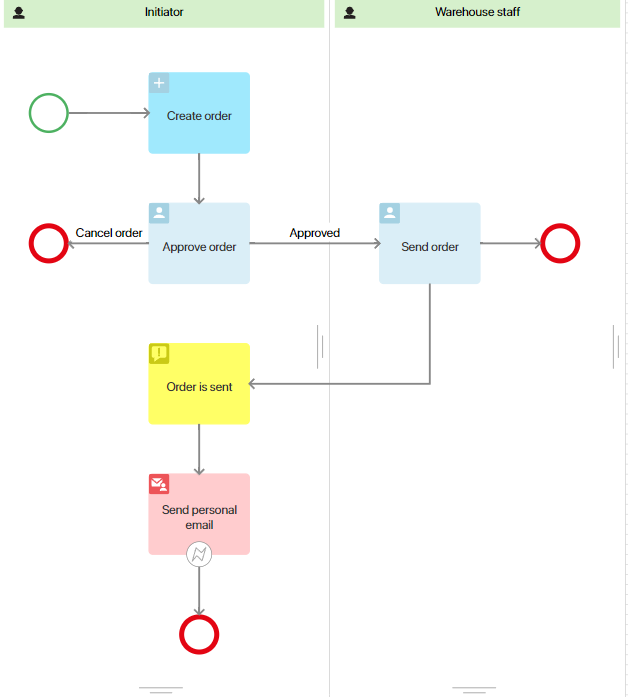 Initiator
Warehouse staff
Create order
Cancel order
Approve order
Approved
Send order
Order is sent
Send personal
email